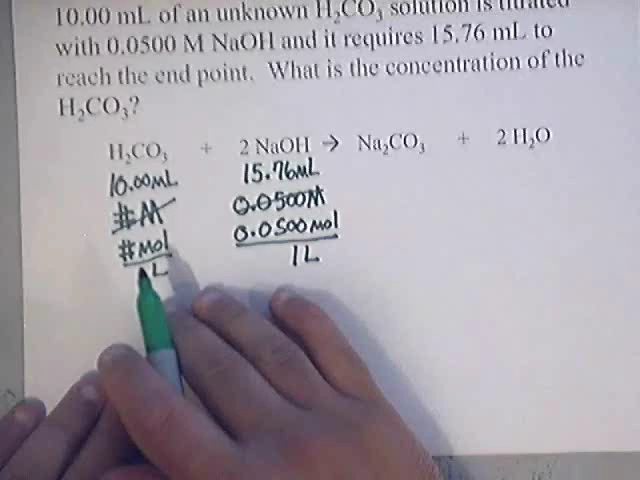 10.00 mL of an unknown H₂CO₃ solution is titrated
with 0.0500 M NaOH and it requires 15.76 mL to
reach the end point. What is the concentration of the
H₂CO₃?
H₂CO₃ + 2 NaOH → Na₂CO₃ + 2 H₂O
10.00mL 15.76mL
#M 0.0500M
#mol 0.0500mol
L 1L